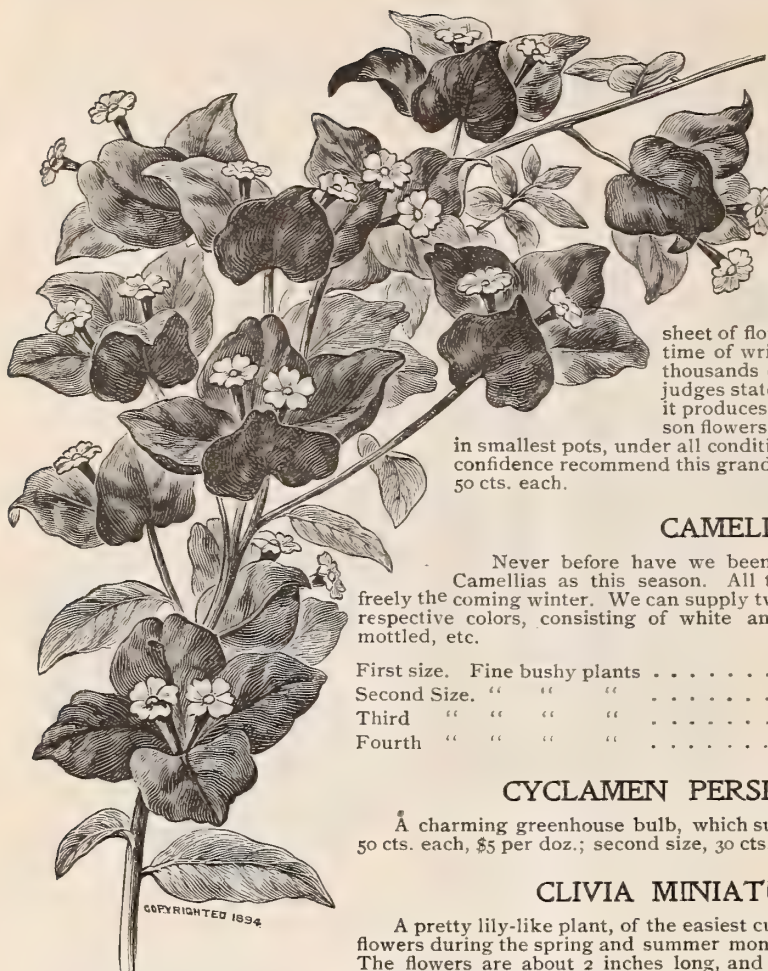 sheet of flo
time of wri
thousands
judges stat
it produces
son flowers
in smallest pots, under all conditi
confidence recommend this grand
50 cts. each.
CAMELLI
Never before have we been
Camellias as this season. All t
freely the coming winter. We can supply tw
respective colors, consisting of white an
mottled, etc.
First size. Fine bushy plants . . . . . . .
Second Size. “ “ “ . . . . . . .
Third “ “ “ “ . . . . . . .
Fourth “ “ “ “ . . . . . . .
CYCLAMEN PERSI
A charming greenhouse bulb, which su
50 cts. each, $5 per doz.; second size, 30 cts
CLIVIA MINIAT
A pretty lily-like plant, of the easiest cu
flowers during the spring and summer mon
The flowers are about 2 inches long, and
COPYRIGHTED 1894